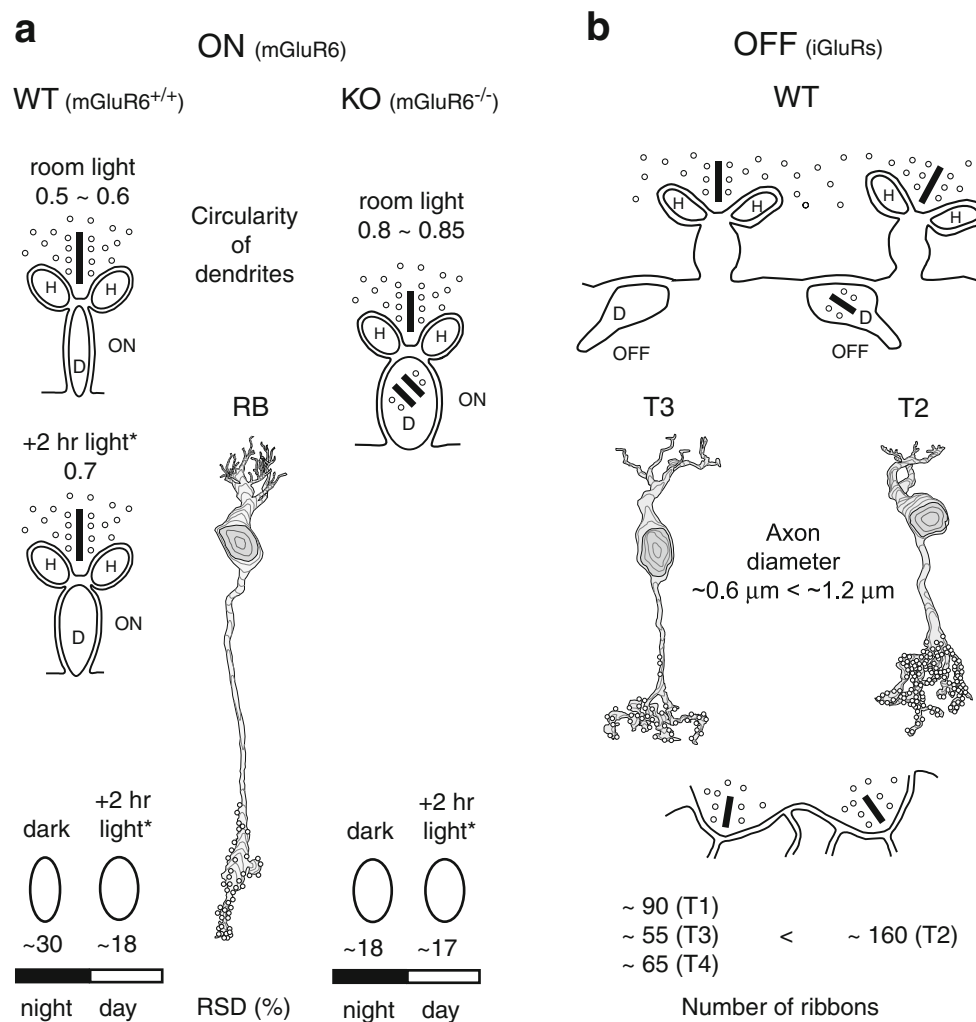 a
ON (mGluR6)
WT (mGluR6+/+)
KO (mGluR6-/-)
room light
0.5 ~ 0.6
H H
D
ON
Circularity
of
dendrites
room light
0.8 ~ 0.85
H H
D
ON
+2 hr light*
0.7
H H
D
ON
RB
dark
+2 hr
light*
~30 ~18
night day
RSD (%)
dark
+2 hr
light*
~18 ~17
night day
b
OFF (iGluRs)
WT
H H H H
D
OFF
D
OFF
T3 T2
Axon
diameter
~0.6 μm < ~1.2 μm
~ 90 (T1)
~ 55 (T3) < ~ 160 (T2)
~ 65 (T4)
Number of ribbons